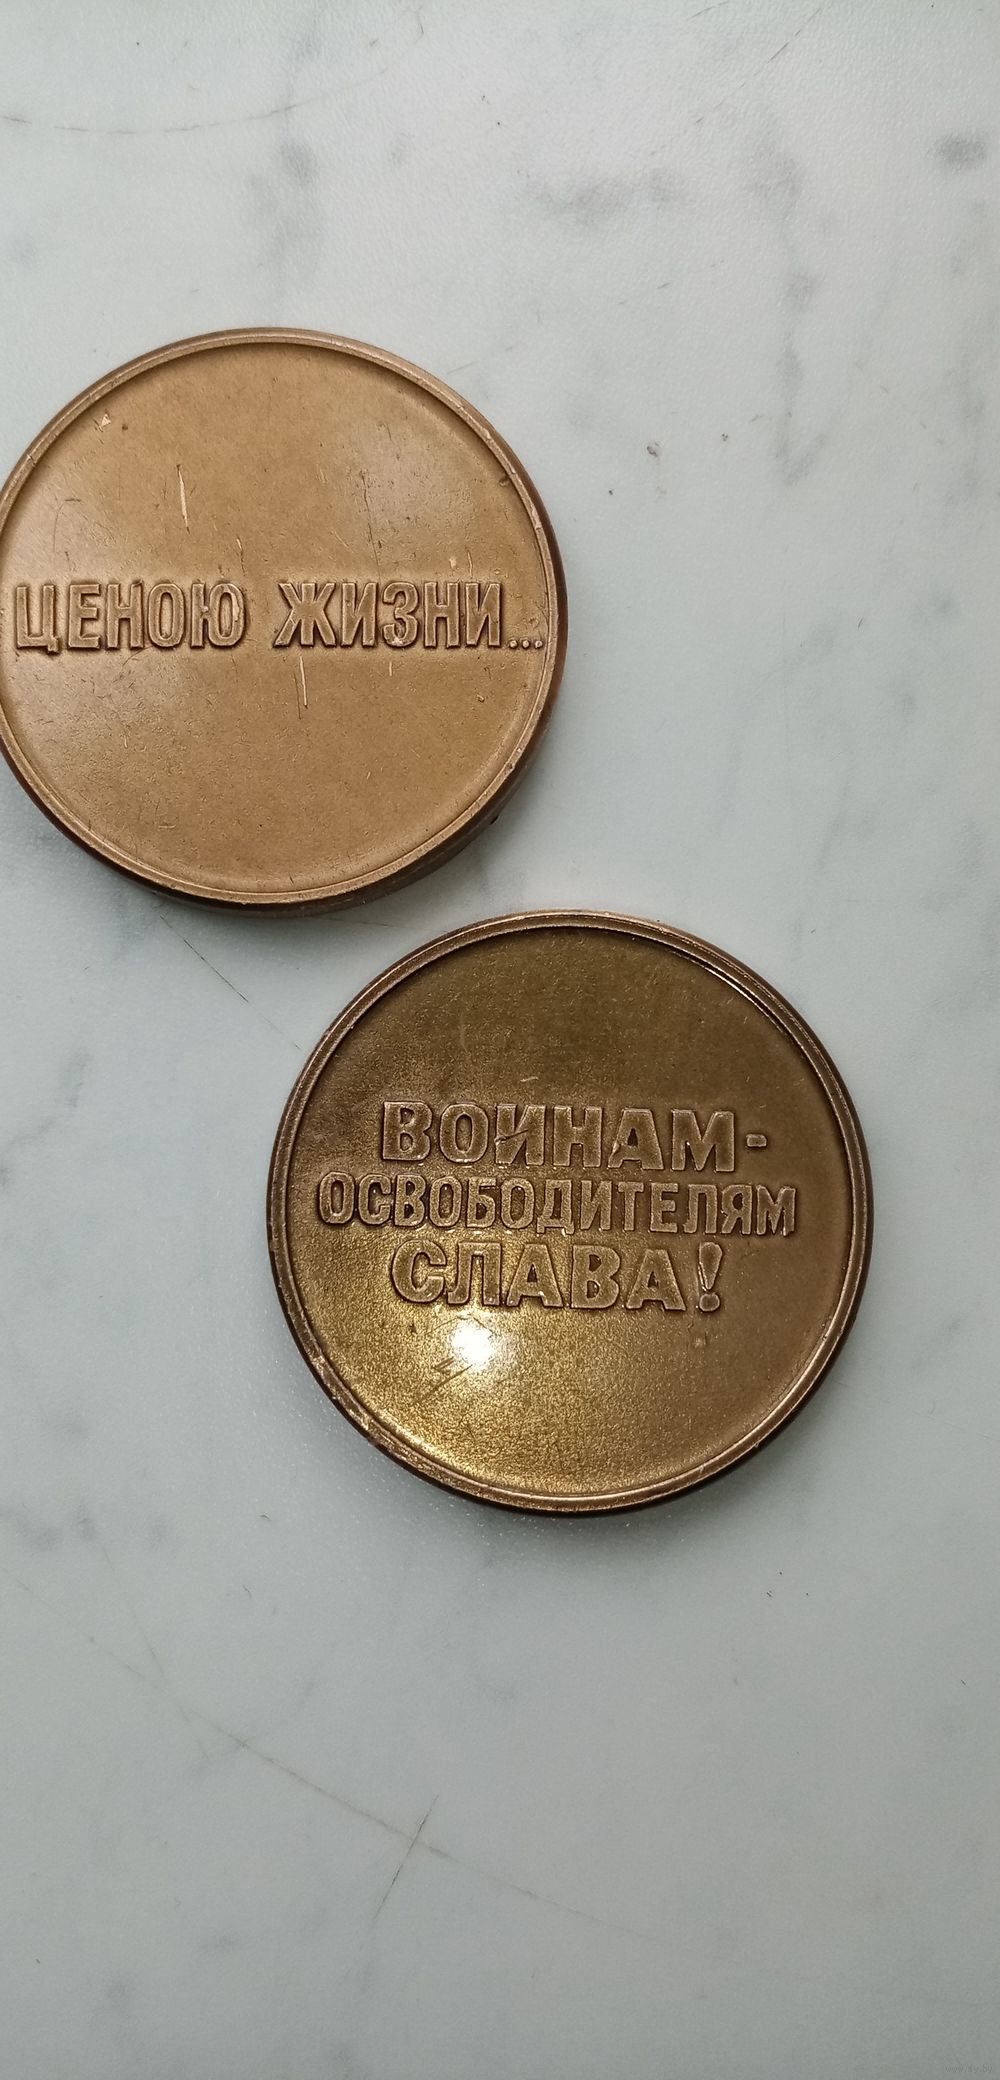 ЦЕНОЮ ЖИЗНИ...
ВОИНАМ-
ОСВОБОДИТЕЛЯМ
СЛАВА!